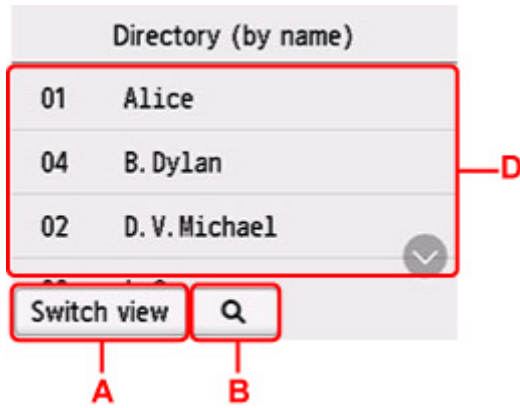 Directory (by name)
01 Alice
04 B.Dylan
02 D.V.Michael
D
Switch view
A B